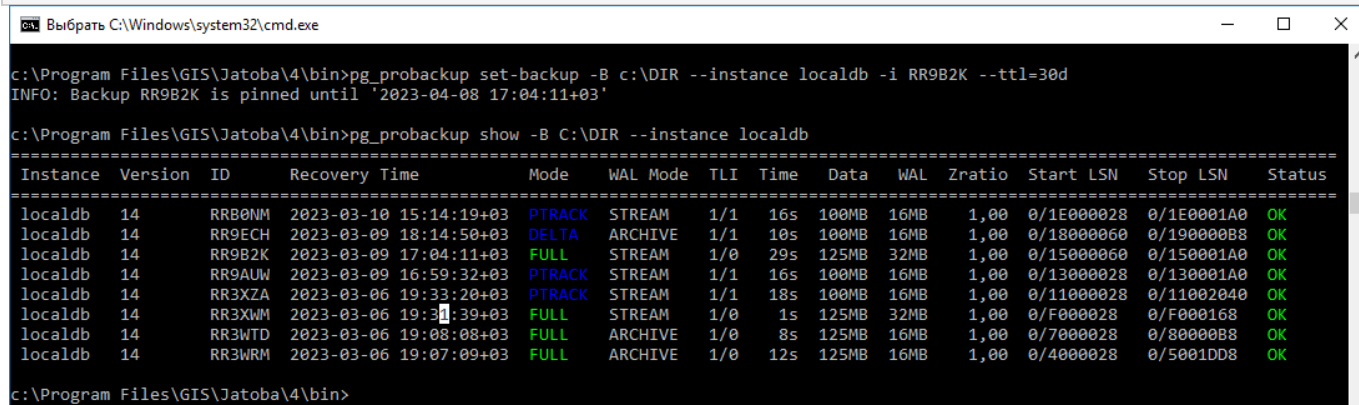 Выбрать C:\Windows\system32\cmd.exe
c:\Program Files\GIS\Jatoba\4\bin>pg_probackup set-backup -B c:\DIR --instance localdb -i RR9B2K --ttl=30d
INFO: Backup RR9B2K is pinned until '2023-04-08 17:04:11+03'
c:\Program Files\GIS\Jatoba\4\bin>pg_probackup show -B C:\DIR --instance localdb
====================================================================================================================================
Instance  Version  ID      Recovery Time           Mode    WAL Mode  TLI  Time   Data   WAL  Zratio  Start LSN   Stop LSN    Status
====================================================================================================================================
localdb   14       RRB0NM  2023-03-10 15:14:19+03  PTRACK  STREAM    1/1   16s  100MB  16MB    1,00  0/1E000028  0/1E0001A0  OK
localdb   14       RR9ECH  2023-03-09 18:14:50+03  DELTA   ARCHIVE   1/1   10s  100MB  16MB    1,00  0/18000060  0/190000B8  OK
localdb   14       RR9B2K  2023-03-09 17:04:11+03  FULL    STREAM    1/0   29s  125MB  32MB    1,00  0/15000060  0/150001A0  OK
localdb   14       RR9AUW  2023-03-09 16:59:32+03  PTRACK  STREAM    1/1   16s  100MB  16MB    1,00  0/13000028  0/130001A0  OK
localdb   14       RR3XZA  2023-03-06 19:33:20+03  PTRACK  STREAM    1/1   18s  100MB  16MB    1,00  0/11000028  0/11002040  OK
localdb   14       RR3XWM  2023-03-06 19:31:39+03  FULL    STREAM    1/0    1s  125MB  32MB    1,00  0/F000028   0/F000168   OK
localdb   14       RR3WTD  2023-03-06 19:08:08+03  FULL    ARCHIVE   1/0    8s  125MB  16MB    1,00  0/7000028   0/80000B8   OK
localdb   14       RR3WRM  2023-03-06 19:07:09+03  FULL    ARCHIVE   1/0   12s  125MB  16MB    1,00  0/4000028   0/5001DD8   OK
c:\Program Files\GIS\Jatoba\4\bin>